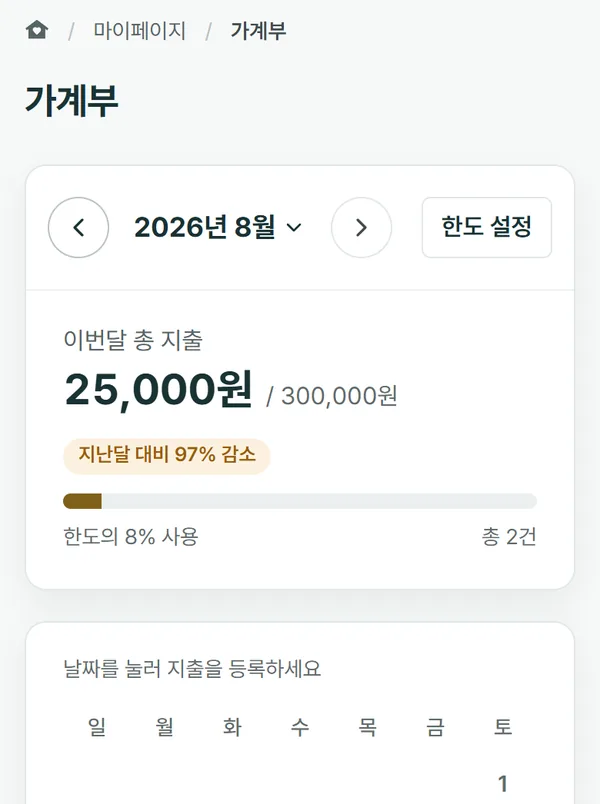 / 마이페이지 / 가계부
가계부
2026년 8월
한도 설정
이번달 총 지출
25,000원 / 300,000원
지난달 대비 97% 감소
한도의 8% 사용 총 2건
날짜를 눌러 지출을 등록하세요
일 월 화 수 목 금 토
1